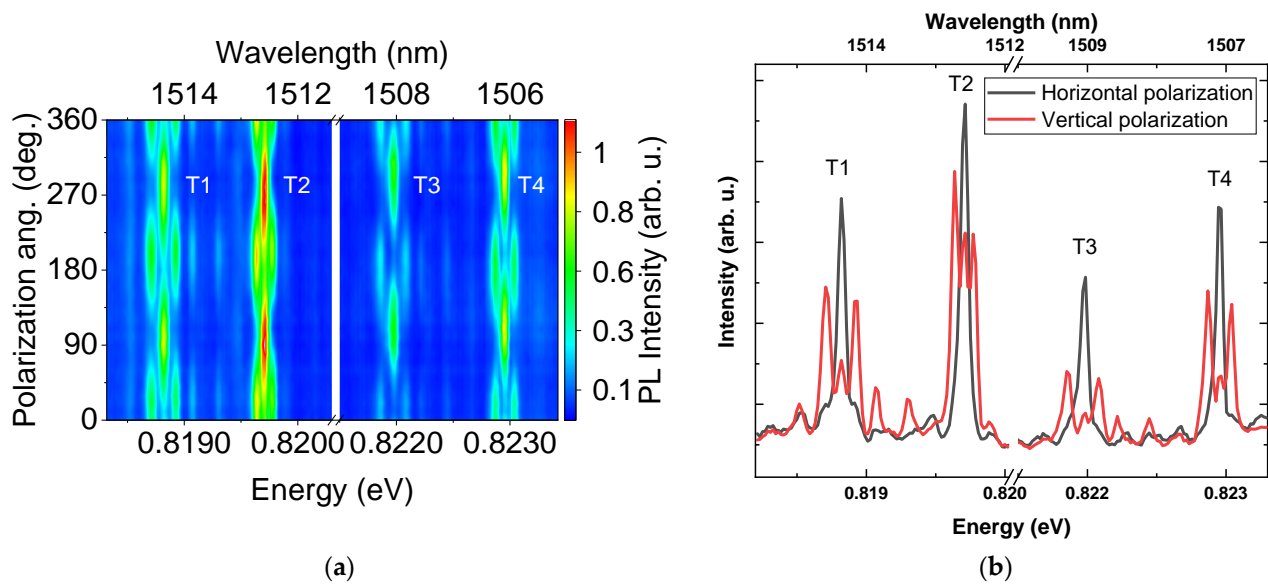 Wavelength (nm)
1514 1512 1508 1506
Polarization ang. (deg.)
360
270
180
90
0
T1 T2 T3 T4
0.8190 0.8200 0.8220 0.8230
Energy (eV)
1
0.8
0.6
0.3
0.1
PL Intensity (arb. u.)
(a)
Wavelength (nm)
1514 1512 1509 1507
Intensity (arb. u.)
Horizontal polarization
Vertical polarization
T1
T2
T3
T4
0.819 0.820 0.822 0.823
Energy (eV)
(b)